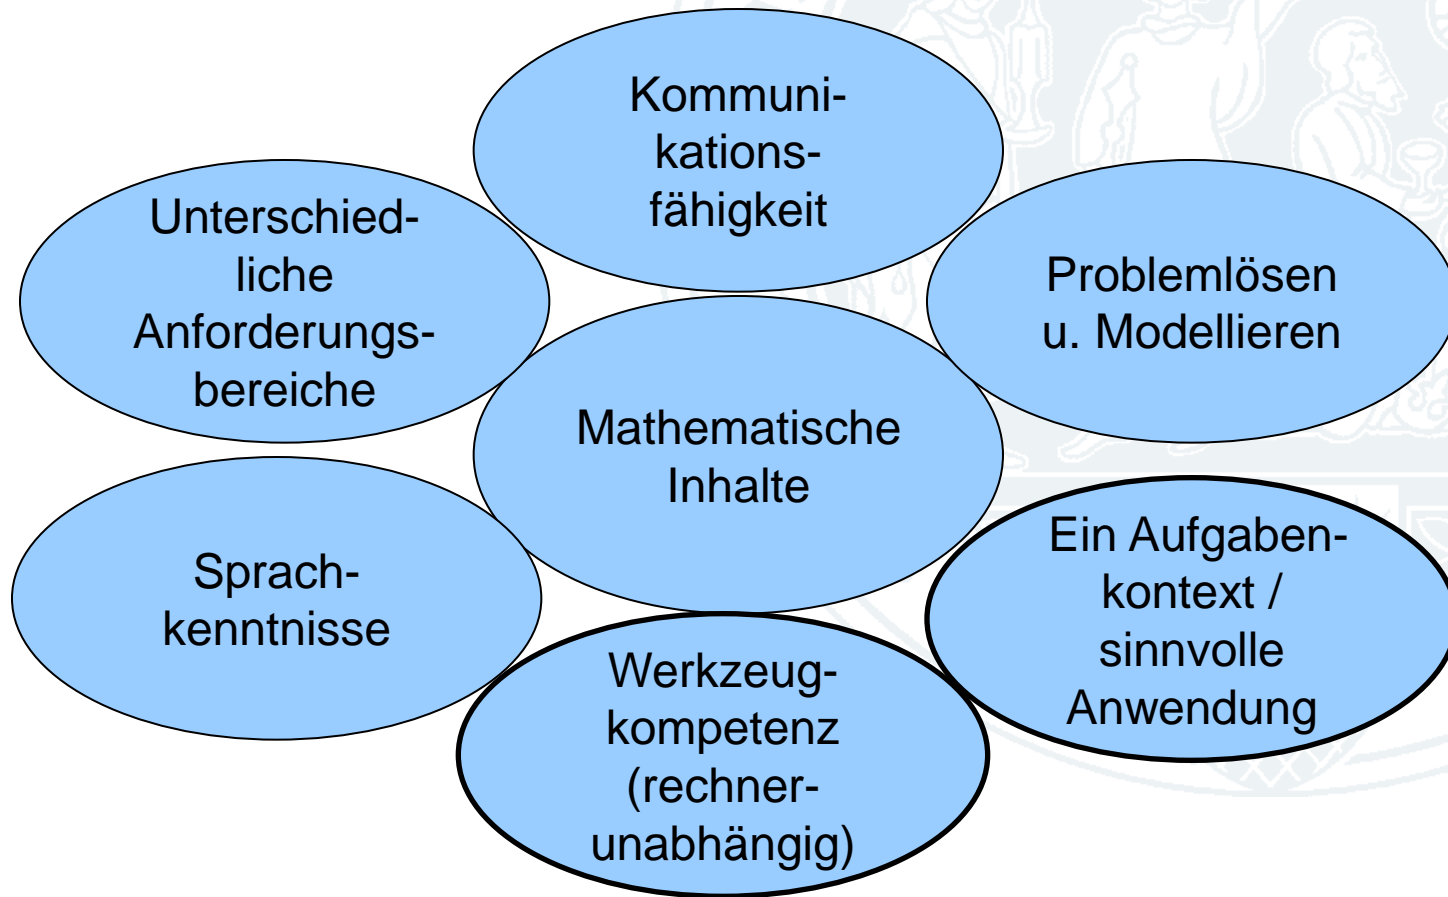 Kommuni-
kations-
fähigkeit
Unterschied-
liche
Anforderungs-
bereiche
Problemlösen
u. Modellieren
Mathematische
Inhalte
Sprach-
kenntnisse
Ein Aufgaben-
kontext /
sinnvolle
Anwendung
Werkzeug-
kompetenz
(rechner-
unabhängig)